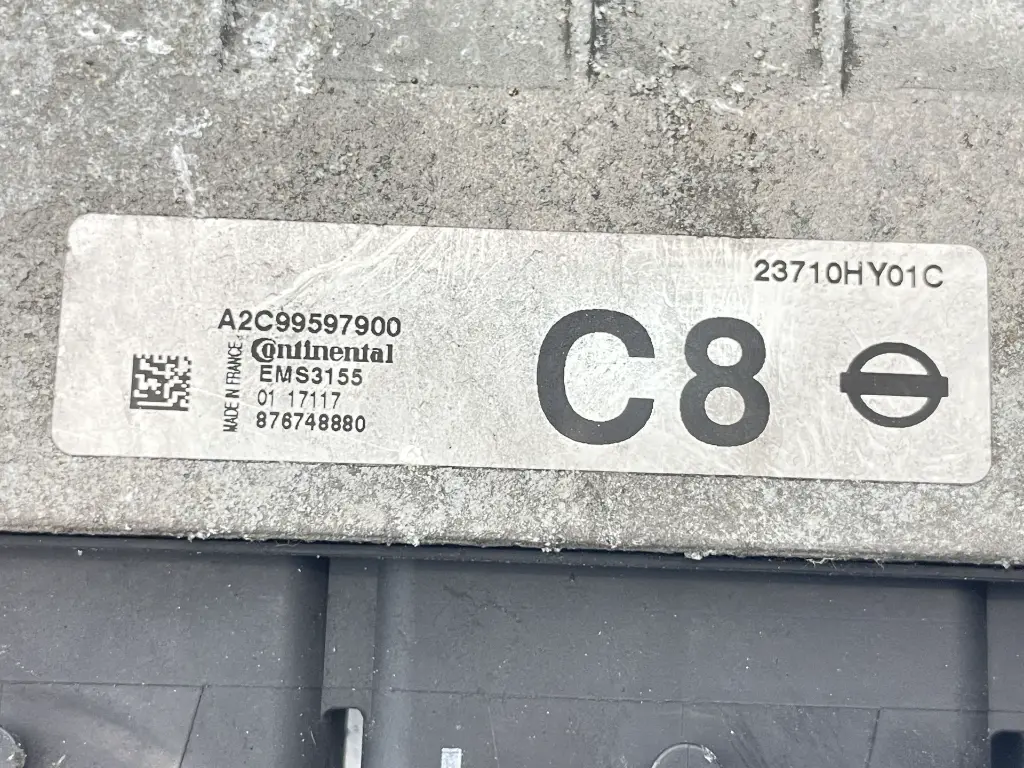 23710HY01C
A2C99597900
Continental
MADE IN FRANCE
EMS3155
01 17117
876748880
C8